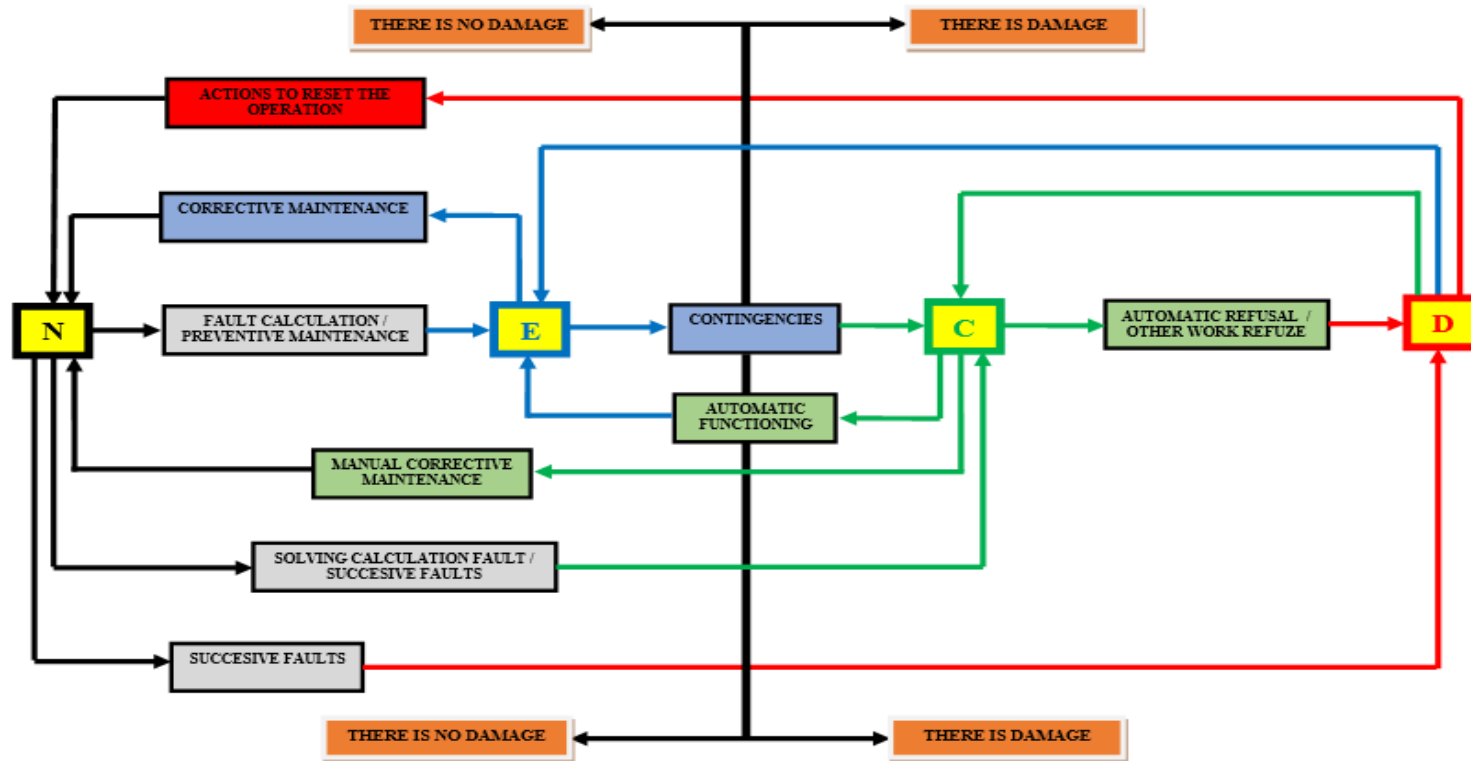 THERE IS NO DAMAGE
THERE IS DAMAGE
ACTIONS TO RESET THE
OPERATION
CORRECTIVE MAINTENANCE
N
FAULT CALCULATION /
PREVENTIVE MAINTENANCE
E
CONTINGENCIES
C
AUTOMATIC REFUSAL /
OTHER WORK REFUZE
D
AUTOMATIC
FUNCTIONING
MANUAL CORRECTIVE
MAINTENANCE
SOLVING CALCULATION FAULT /
SUCCESIVE FAULTS
SUCCESIVE FAULTS
THERE IS NO DAMAGE
THERE IS DAMAGE